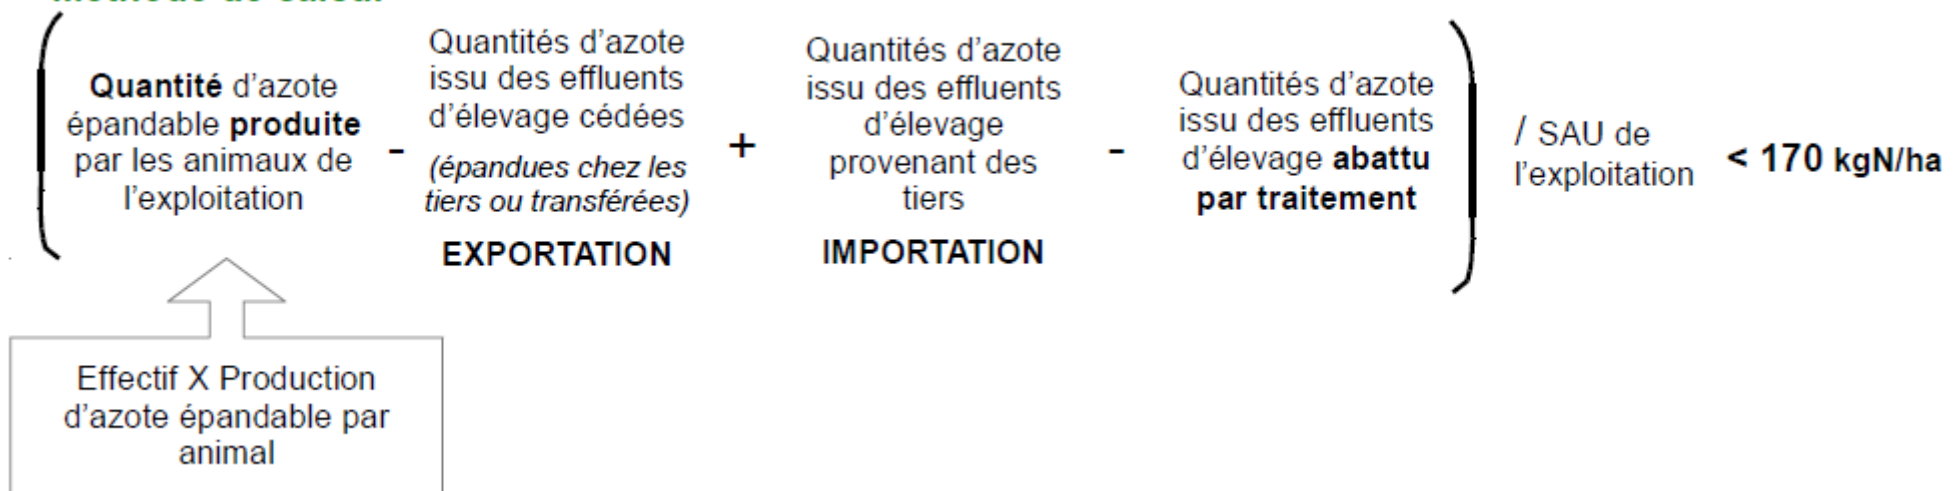 Quantité d'azote
épandable produite
par les animaux de
l'exploitation
-
Quantités d'azote
issu des effluents
d'élevage cédées
(épandues chez les
tiers ou transférées)
EXPORTATION
+
Quantités d'azote
issu des effluents
d'élevage
provenant des
tiers
IMPORTATION
-
Quantités d'azote
issu des effluents
d'élevage abattu
par traitement
/ SAU de
l'exploitation
< 170 kgN/ha
Effectif X Production
d'azote épandable par
animal